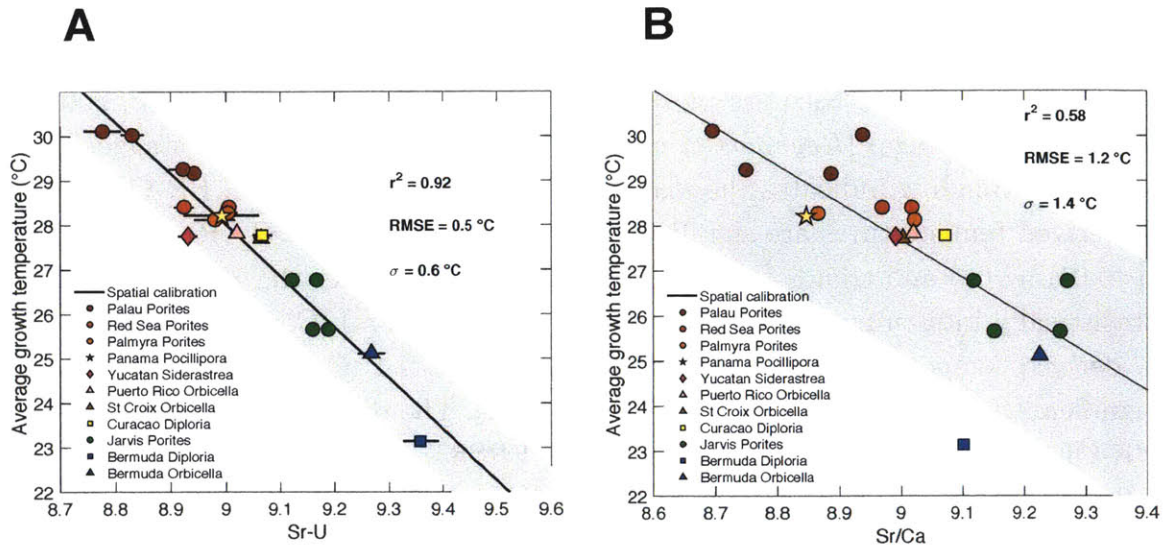 A
Average growth temperature (°C)
30
29
28
27
26
25
24
23
22
r² = 0.92
RMSE = 0.5 °C
σ = 0.6 °C
Spatial calibration
Palau Porites
Red Sea Porites
Palmyra Porites
Panama Pocillipora
Yucatan Siderastrea
Puerto Rico Orbicella
St Croix Orbicella
Curacao Diploria
Jarvis Porites
Bermuda Diploria
Bermuda Orbicella
8.7 8.8 8.9 9 9.1 9.2 9.3 9.4 9.5 9.6
Sr-U
B
Average growth temperature (°C)
30
29
28
27
26
25
24
23
22
r² = 0.58
RMSE = 1.2 °C
σ = 1.4 °C
Spatial calibration
Palau Porites
Red Sea Porites
Palmyra Porites
Panama Pocillipora
Yucatan Siderastrea
Puerto Rico Orbicella
St Croix Orbicella
Curacao Diploria
Jarvis Porites
Bermuda Diploria
Bermuda Orbicella
8.6 8.7 8.8 8.9 9 9.1 9.2 9.3 9.4
Sr/Ca